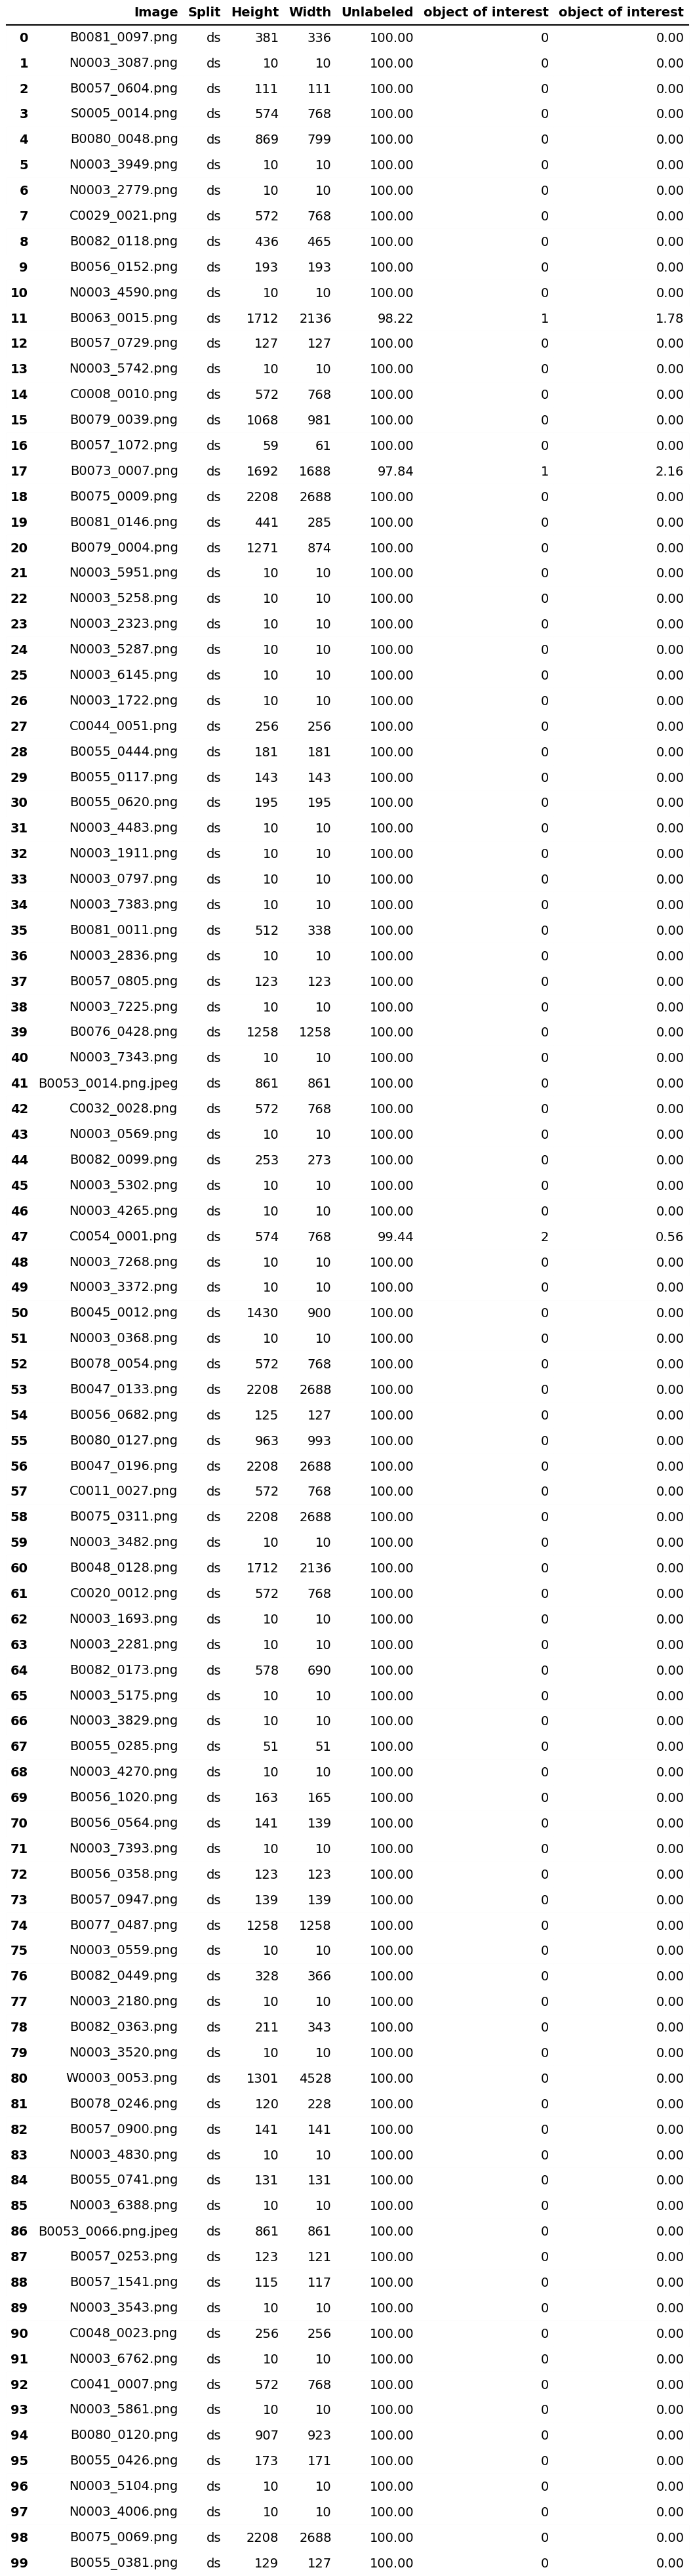 Image Split Height Width Unlabeled object of interest object of interest
0 B0081_0097.png ds 381 336 100.00 0 0.00
1 N0003_3087.png ds 10 10 100.00 0 0.00
2 B0057_0604.png ds 111 111 100.00 0 0.00
3 S0005_0014.png ds 574 768 100.00 0 0.00
4 B0080_0048.png ds 869 799 100.00 0 0.00
5 N0003_3949.png ds 10 10 100.00 0 0.00
6 N0003_2779.png ds 10 10 100.00 0 0.00
7 C0029_0021.png ds 572 768 100.00 0 0.00
8 B0082_0118.png ds 436 465 100.00 0 0.00
9 B0056_0152.png ds 193 193 100.00 0 0.00
10 N0003_4590.png ds 10 10 100.00 0 0.00
11 B0063_0015.png ds 1712 2136 98.22 1 1.78
12 B0057_0729.png ds 127 127 100.00 0 0.00
13 N0003_5742.png ds 10 10 100.00 0 0.00
14 C0008_0010.png ds 572 768 100.00 0 0.00
15 B0079_0039.png ds 1068 981 100.00 0 0.00
16 B0057_1072.png ds 59 61 100.00 0 0.00
17 B0073_0007.png ds 1692 1688 97.84 1 2.16
18 B0075_0009.png ds 2208 2688 100.00 0 0.00
19 B0081_0146.png ds 441 285 100.00 0 0.00
20 B0079_0004.png ds 1271 874 100.00 0 0.00
21 N0003_5951.png ds 10 10 100.00 0 0.00
22 N0003_5258.png ds 10 10 100.00 0 0.00
23 N0003_2323.png ds 10 10 100.00 0 0.00
24 N0003_5287.png ds 10 10 100.00 0 0.00
25 N0003_6145.png ds 10 10 100.00 0 0.00
26 N0003_1722.png ds 10 10 100.00 0 0.00
27 C0044_0051.png ds 256 256 100.00 0 0.00
28 B0055_0444.png ds 181 181 100.00 0 0.00
29 B0055_0117.png ds 143 143 100.00 0 0.00
30 B0055_0620.png ds 195 195 100.00 0 0.00
31 N0003_4483.png ds 10 10 100.00 0 0.00
32 N0003_1911.png ds 10 10 100.00 0 0.00
33 N0003_0797.png ds 10 10 100.00 0 0.00
34 N0003_7383.png ds 10 10 100.00 0 0.00
35 B0081_0011.png ds 512 338 100.00 0 0.00
36 N0003_2836.png ds 10 10 100.00 0 0.00
37 B0057_0805.png ds 123 123 100.00 0 0.00
38 N0003_7225.png ds 10 10 100.00 0 0.00
39 B0076_0428.png ds 1258 1258 100.00 0 0.00
40 N0003_7343.png ds 10 10 100.00 0 0.00
41 B0053_0014.png.jpeg ds 861 861 100.00 0 0.00
42 C0032_0028.png ds 572 768 100.00 0 0.00
43 N0003_0569.png ds 10 10 100.00 0 0.00
44 B0082_0099.png ds 253 273 100.00 0 0.00
45 N0003_5302.png ds 10 10 100.00 0 0.00
46 N0003_4265.png ds 10 10 100.00 0 0.00
47 C0054_0001.png ds 574 768 99.44 2 0.56
48 N0003_7268.png ds 10 10 100.00 0 0.00
49 N0003_3372.png ds 10 10 100.00 0 0.00
50 B0045_0012.png ds 1430 900 100.00 0 0.00
51 N0003_0368.png ds 10 10 100.00 0 0.00
52 B0078_0054.png ds 572 768 100.00 0 0.00
53 B0047_0133.png ds 2208 2688 100.00 0 0.00
54 B0056_0682.png ds 125 127 100.00 0 0.00
55 B0080_0127.png ds 963 993 100.00 0 0.00
56 B0047_0196.png ds 2208 2688 100.00 0 0.00
57 C0011_0027.png ds 572 768 100.00 0 0.00
58 B0075_0311.png ds 2208 2688 100.00 0 0.00
59 N0003_3482.png ds 10 10 100.00 0 0.00
60 B0048_0128.png ds 1712 2136 100.00 0 0.00
61 C0020_0012.png ds 572 768 100.00 0 0.00
62 N0003_1693.png ds 10 10 100.00 0 0.00
63 N0003_2281.png ds 10 10 100.00 0 0.00
64 B0082_0173.png ds 578 690 100.00 0 0.00
65 N0003_5175.png ds 10 10 100.00 0 0.00
66 N0003_3829.png ds 10 10 100.00 0 0.00
67 B0055_0285.png ds 51 51 100.00 0 0.00
68 N0003_4270.png ds 10 10 100.00 0 0.00
69 B0056_1020.png ds 163 165 100.00 0 0.00
70 B0056_0564.png ds 141 139 100.00 0 0.00
71 N0003_7393.png ds 10 10 100.00 0 0.00
72 B0056_0358.png ds 123 123 100.00 0 0.00
73 B0057_0947.png ds 139 139 100.00 0 0.00
74 B0077_0487.png ds 1258 1258 100.00 0 0.00
75 N0003_0559.png ds 10 10 100.00 0 0.00
76 B0082_0449.png ds 328 366 100.00 0 0.00
77 N0003_2180.png ds 10 10 100.00 0 0.00
78 B0082_0363.png ds 211 343 100.00 0 0.00
79 N0003_3520.png ds 10 10 100.00 0 0.00
80 W0003_0053.png ds 1301 4528 100.00 0 0.00
81 B0078_0246.png ds 120 228 100.00 0 0.00
82 B0057_0900.png ds 141 141 100.00 0 0.00
83 N0003_4830.png ds 10 10 100.00 0 0.00
84 B0055_0741.png ds 131 131 100.00 0 0.00
85 N0003_6388.png ds 10 10 100.00 0 0.00
86 B0053_0066.png.jpeg ds 861 861 100.00 0 0.00
87 B0057_0253.png ds 123 121 100.00 0 0.00
88 B0057_1541.png ds 115 117 100.00 0 0.00
89 N0003_3543.png ds 10 10 100.00 0 0.00
90 C0048_0023.png ds 256 256 100.00 0 0.00
91 N0003_6762.png ds 10 10 100.00 0 0.00
92 C0041_0007.png ds 572 768 100.00 0 0.00
93 N0003_5861.png ds 10 10 100.00 0 0.00
94 B0080_0120.png ds 907 923 100.00 0 0.00
95 B0055_0426.png ds 173 171 100.00 0 0.00
96 N0003_5104.png ds 10 10 100.00 0 0.00
97 N0003_4006.png ds 10 10 100.00 0 0.00
98 B0075_0069.png ds 2208 2688 100.00 0 0.00
99 B0055_0381.png ds 129 127 100.00 0 0.00